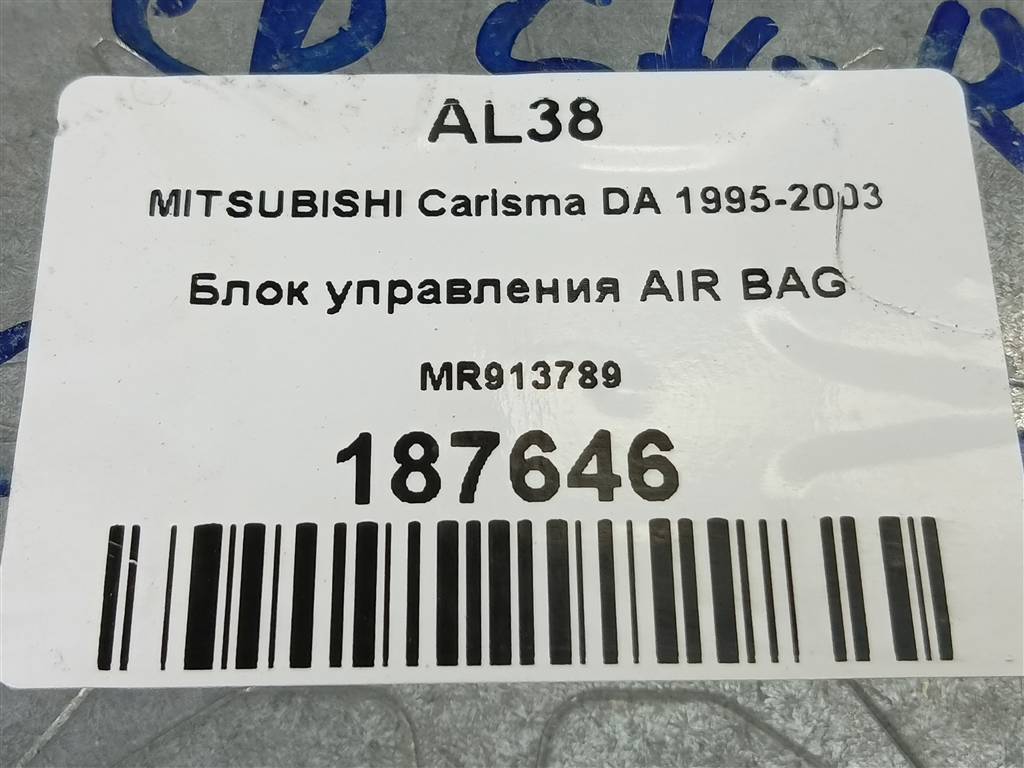 AL38
MITSUBISHI Carisma DA 1995-2003
Блок управления AIR BAG
MR913789
187646